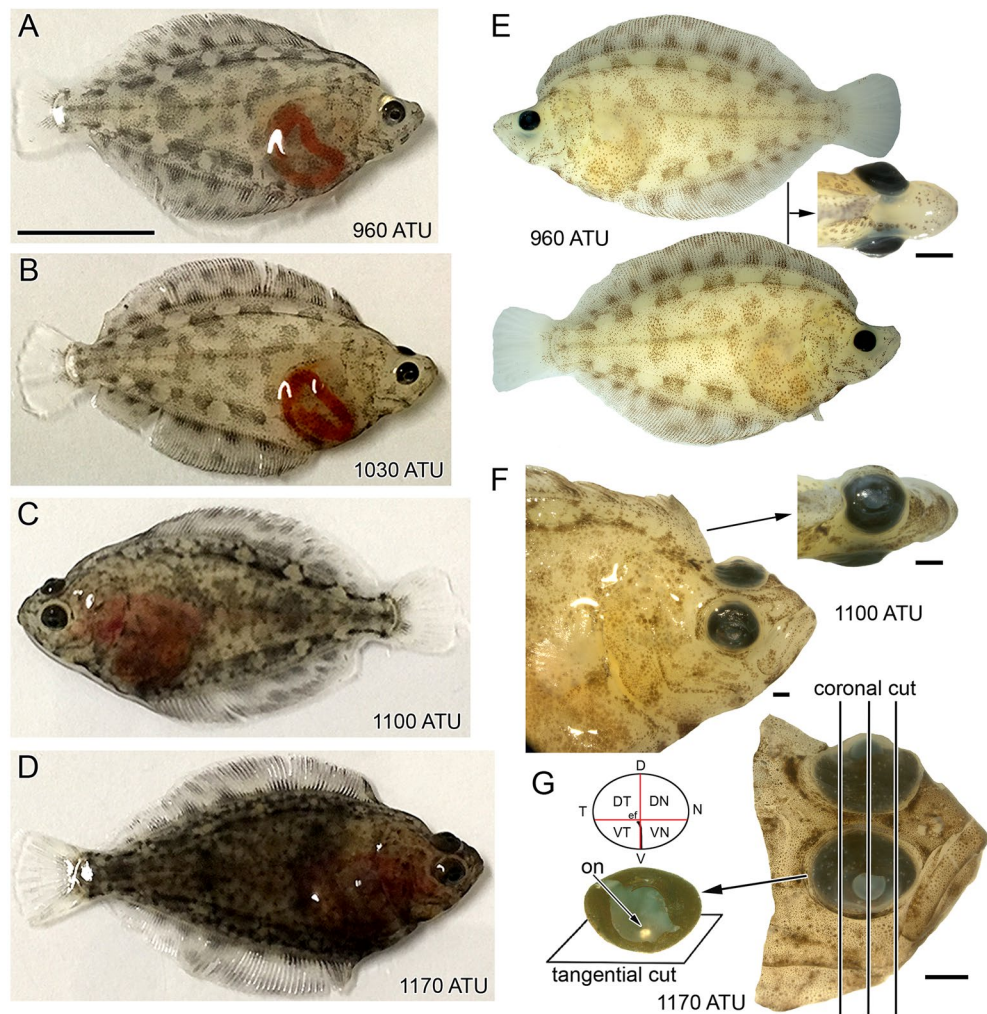 A
960 ATU
B
1030 ATU
C
1100 ATU
D
1170 ATU
E
960 ATU
F
1100 ATU
coronal cut
G
D
DT DN
T ef N
VT VN
V
on
tangential cut
1170 ATU